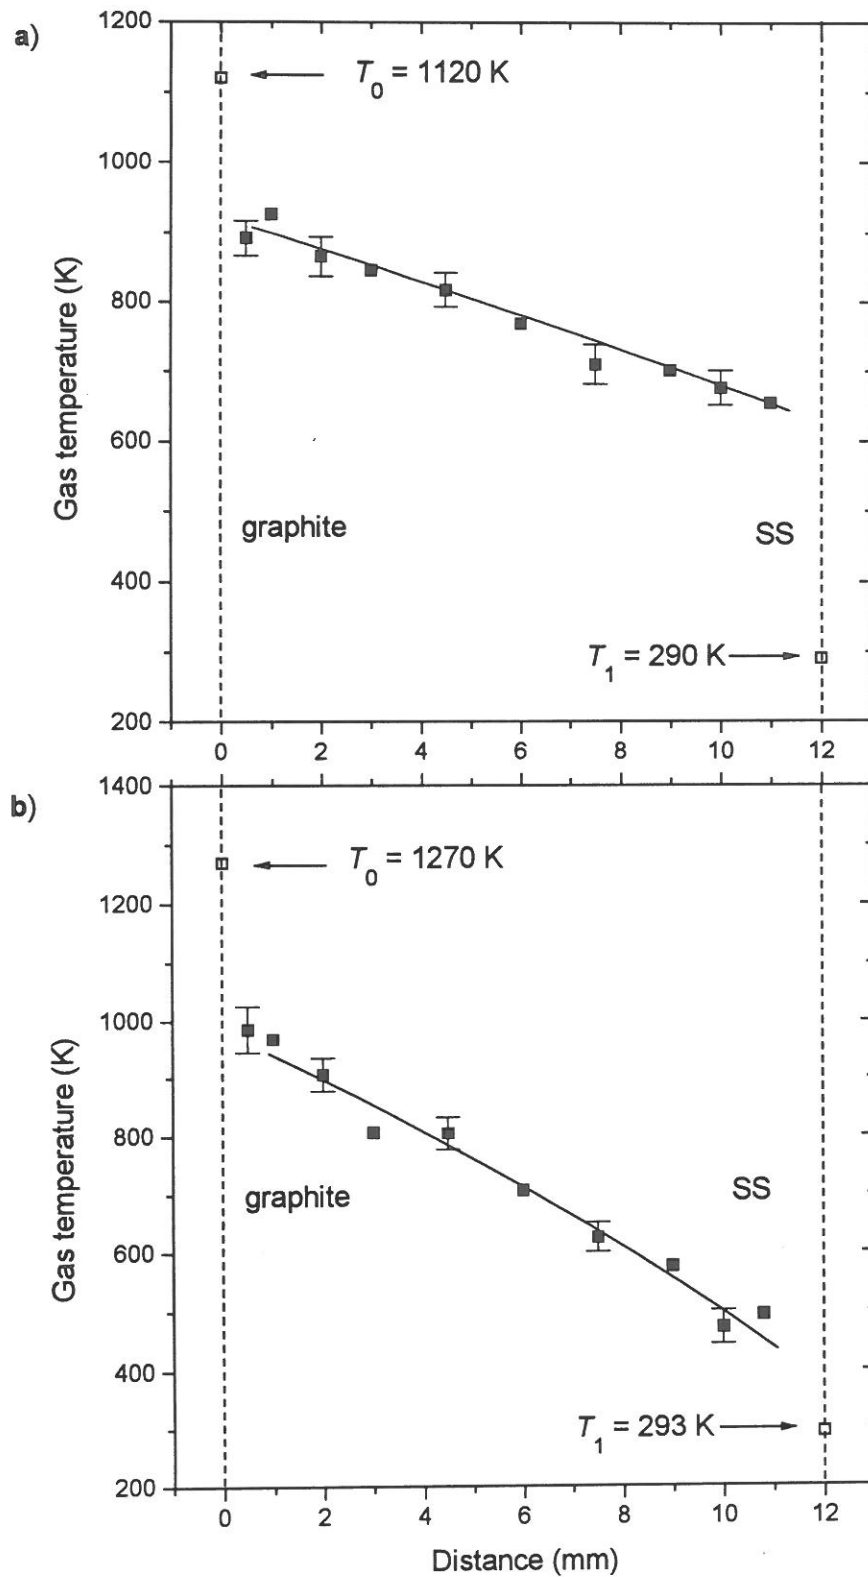 a)
1200
T0 = 1120 K
1000
800
600
400
200
Gas temperature (K)
graphite
SS
T1 = 290 K
0 2 4 6 8 10 12
b)
1400
T0 = 1270 K
1200
1000
800
600
400
200
Gas temperature (K)
graphite
SS
T1 = 293 K
0 2 4 6 8 10 12
Distance (mm)